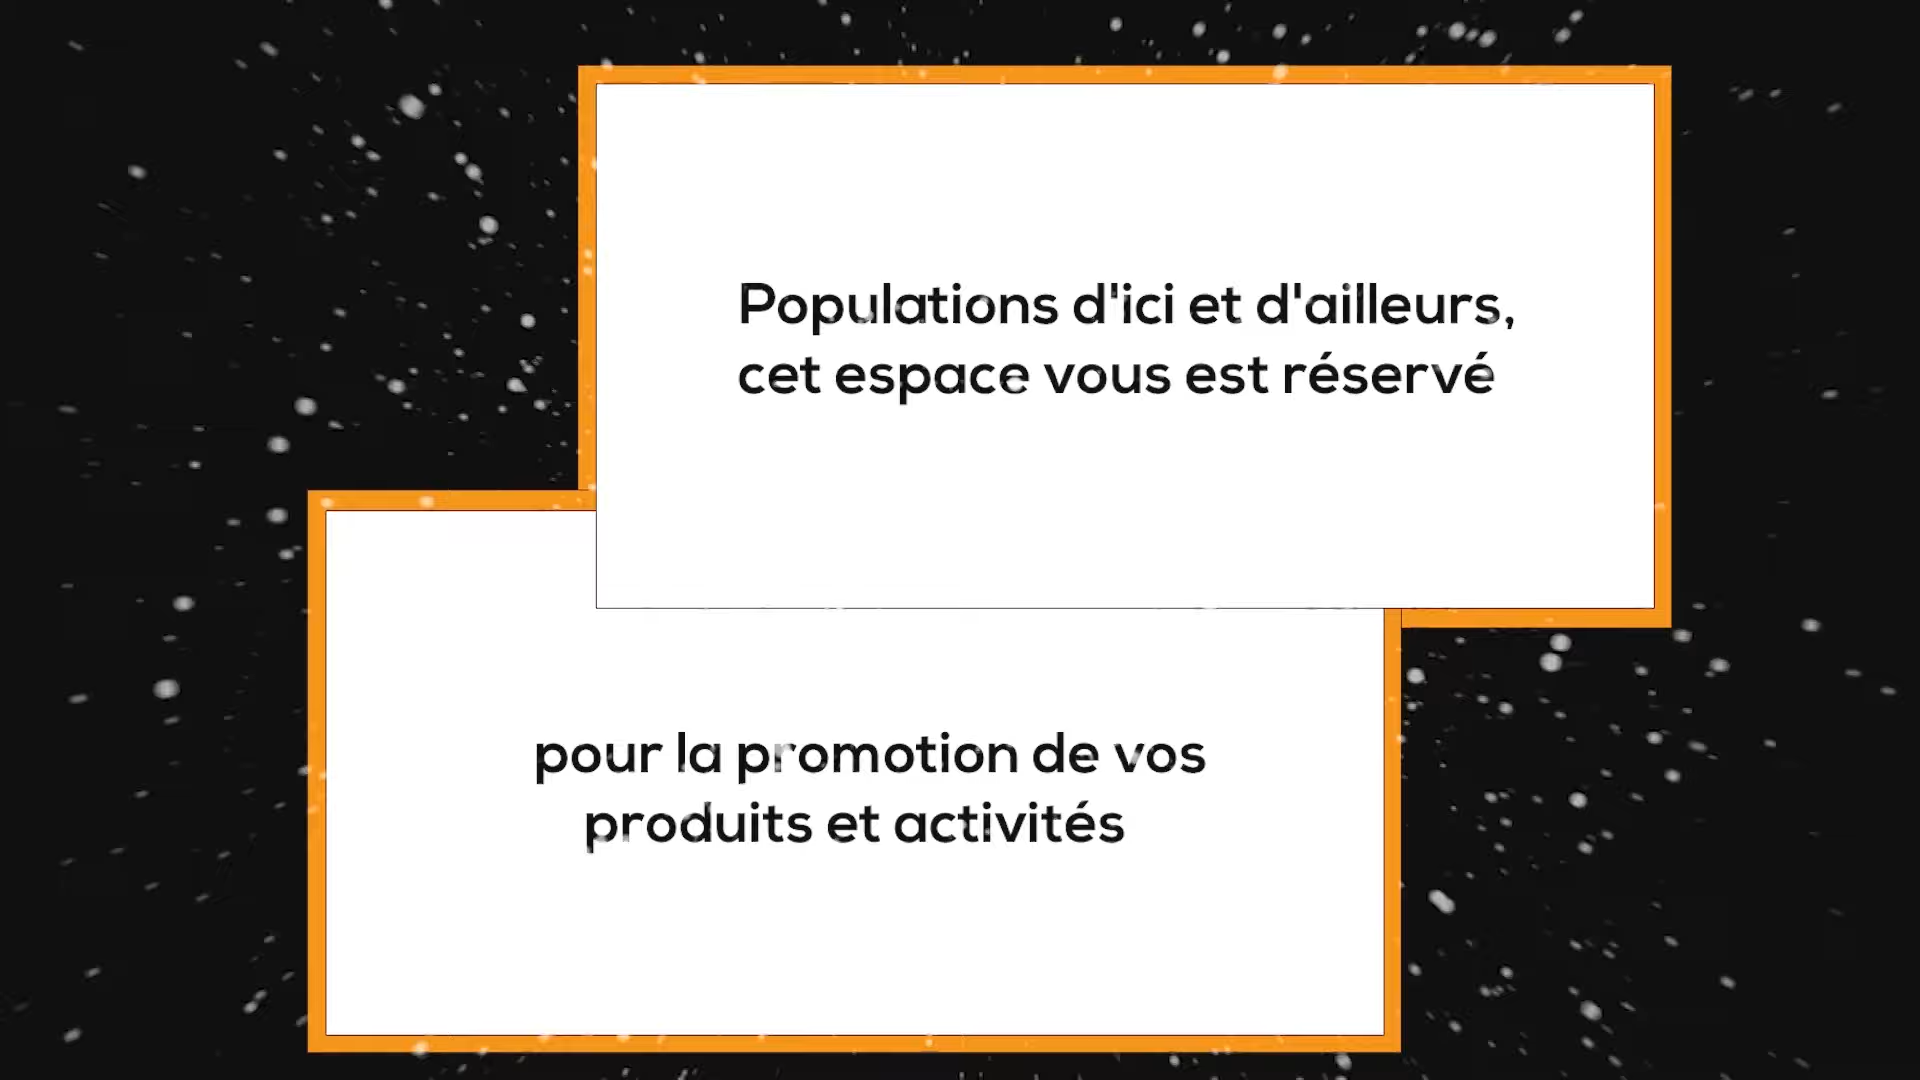 Populations d'ici et d'ailleurs,
cet espace vous est réservé
pour la promotion de vos
produits et activités